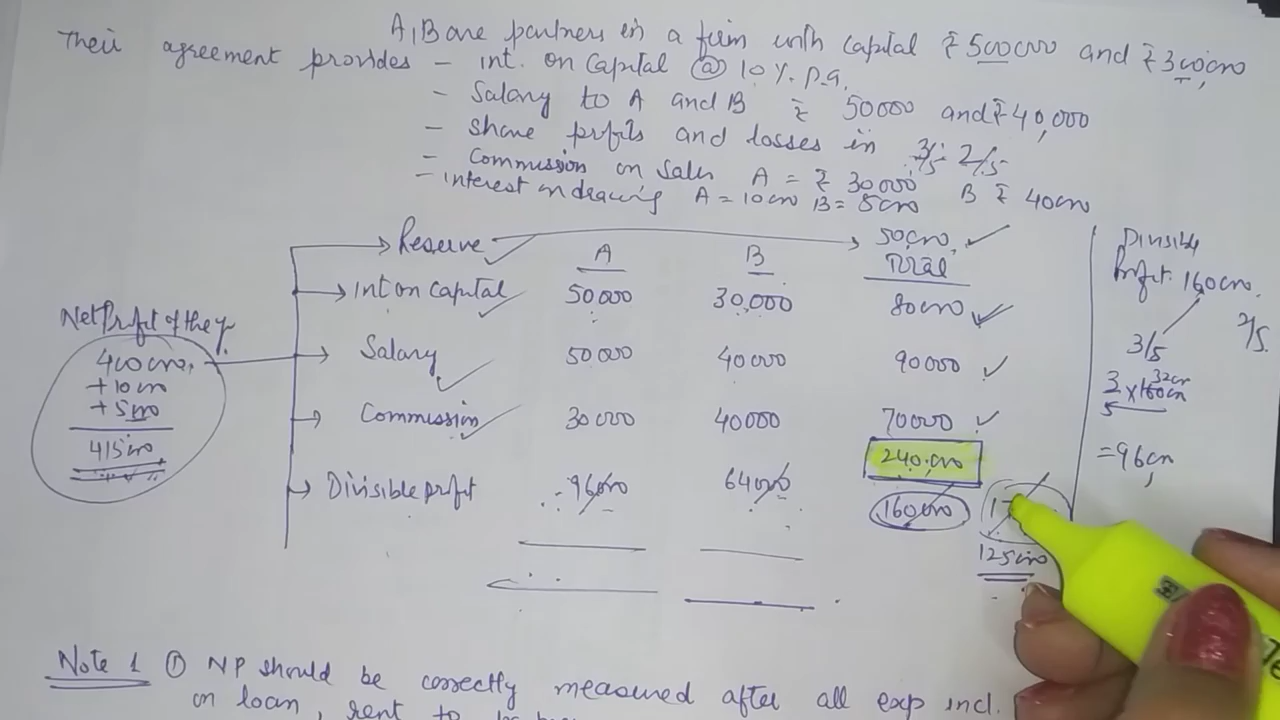 A, B are partners in a firm with capital ₹ 500000 and ₹ 300,000
Their agreement provides - int. on Capital @ 10 %. p.a.
- Salary to A and B ₹ 50000 and ₹ 40,000
- Share profits and losses in 3/5 2/5
- Commission on Sales A = ₹ 30000 B ₹ 40000
- interest on drawing A = 10000 B = 5000
Reserve 50000
A B Total
Int on Capital 50000 30,000 80000
Salary 50000 40000 90000
Commission 30000 40000 70000
240,000
Divisible profit 96000 64000 160000
125000
Net Profit of the yr.
400000
+ 10000
+ 5000
415000
Divisible
Profit. 160000.
3/5 2/5
32000
3/5 x 160000
= 96000
Note 1 ① NP should be correctly measured after all exp incl.
on loan, rent to